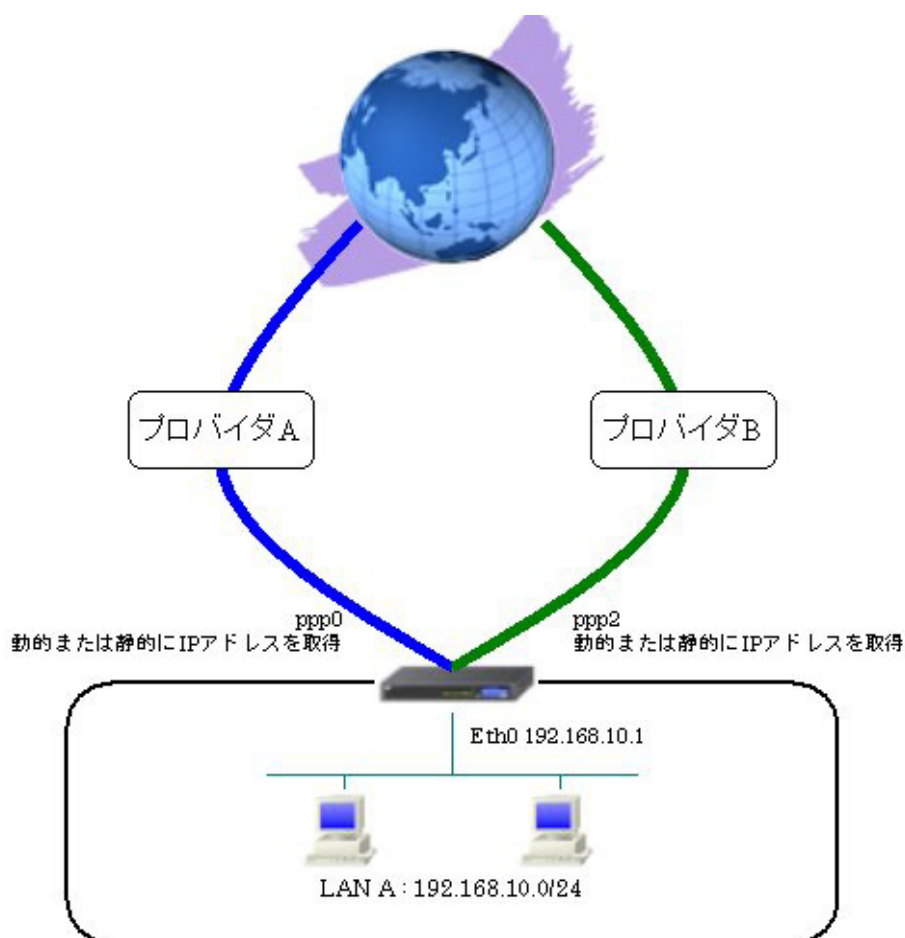 プロバイダA
プロバイダB
ppp0
動的または静的にIPアドレスを取得
ppp2
動的または静的にIPアドレスを取得
Eth0 192.168.10.1
LAN A : 192.168.10.0/24